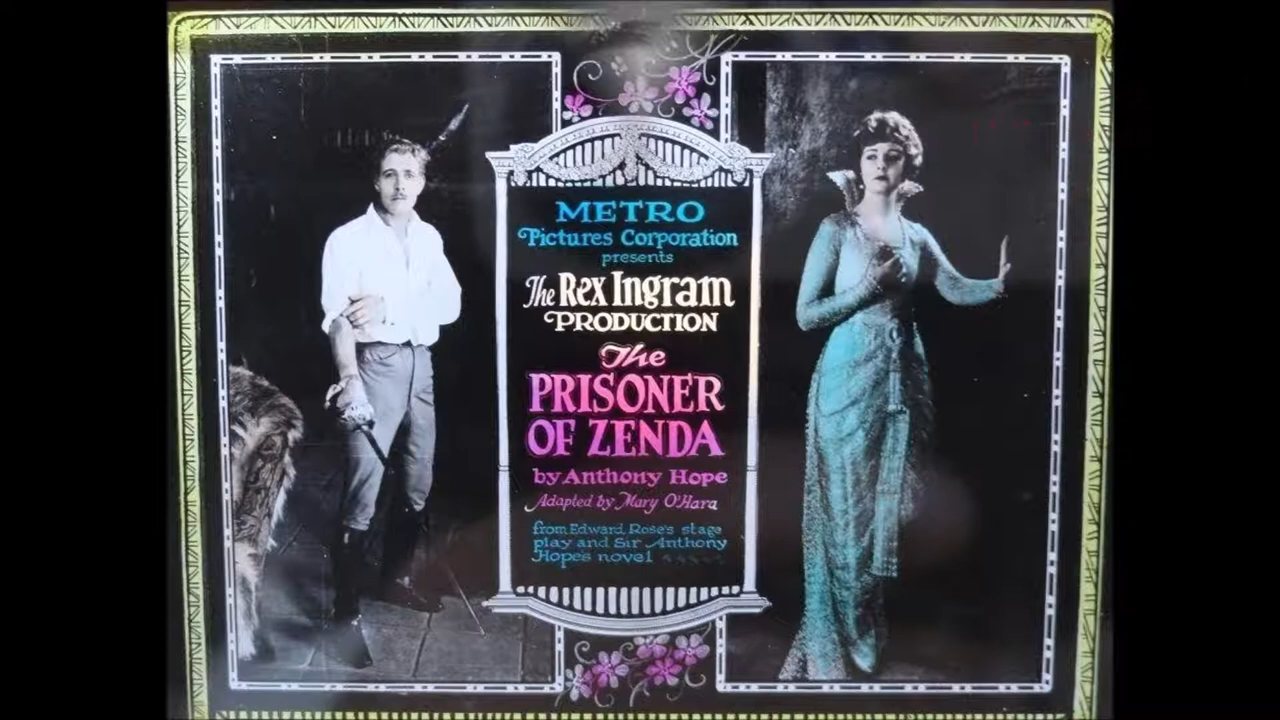 METRO
Pictures Corporation
presents
The Rex Ingram
PRODUCTION
The
PRISONER
OF ZENDA
by Anthony Hope
Adapted by Mary O'Hara
from Edward Rose's stage
play and Sir Anthony
Hope's novel